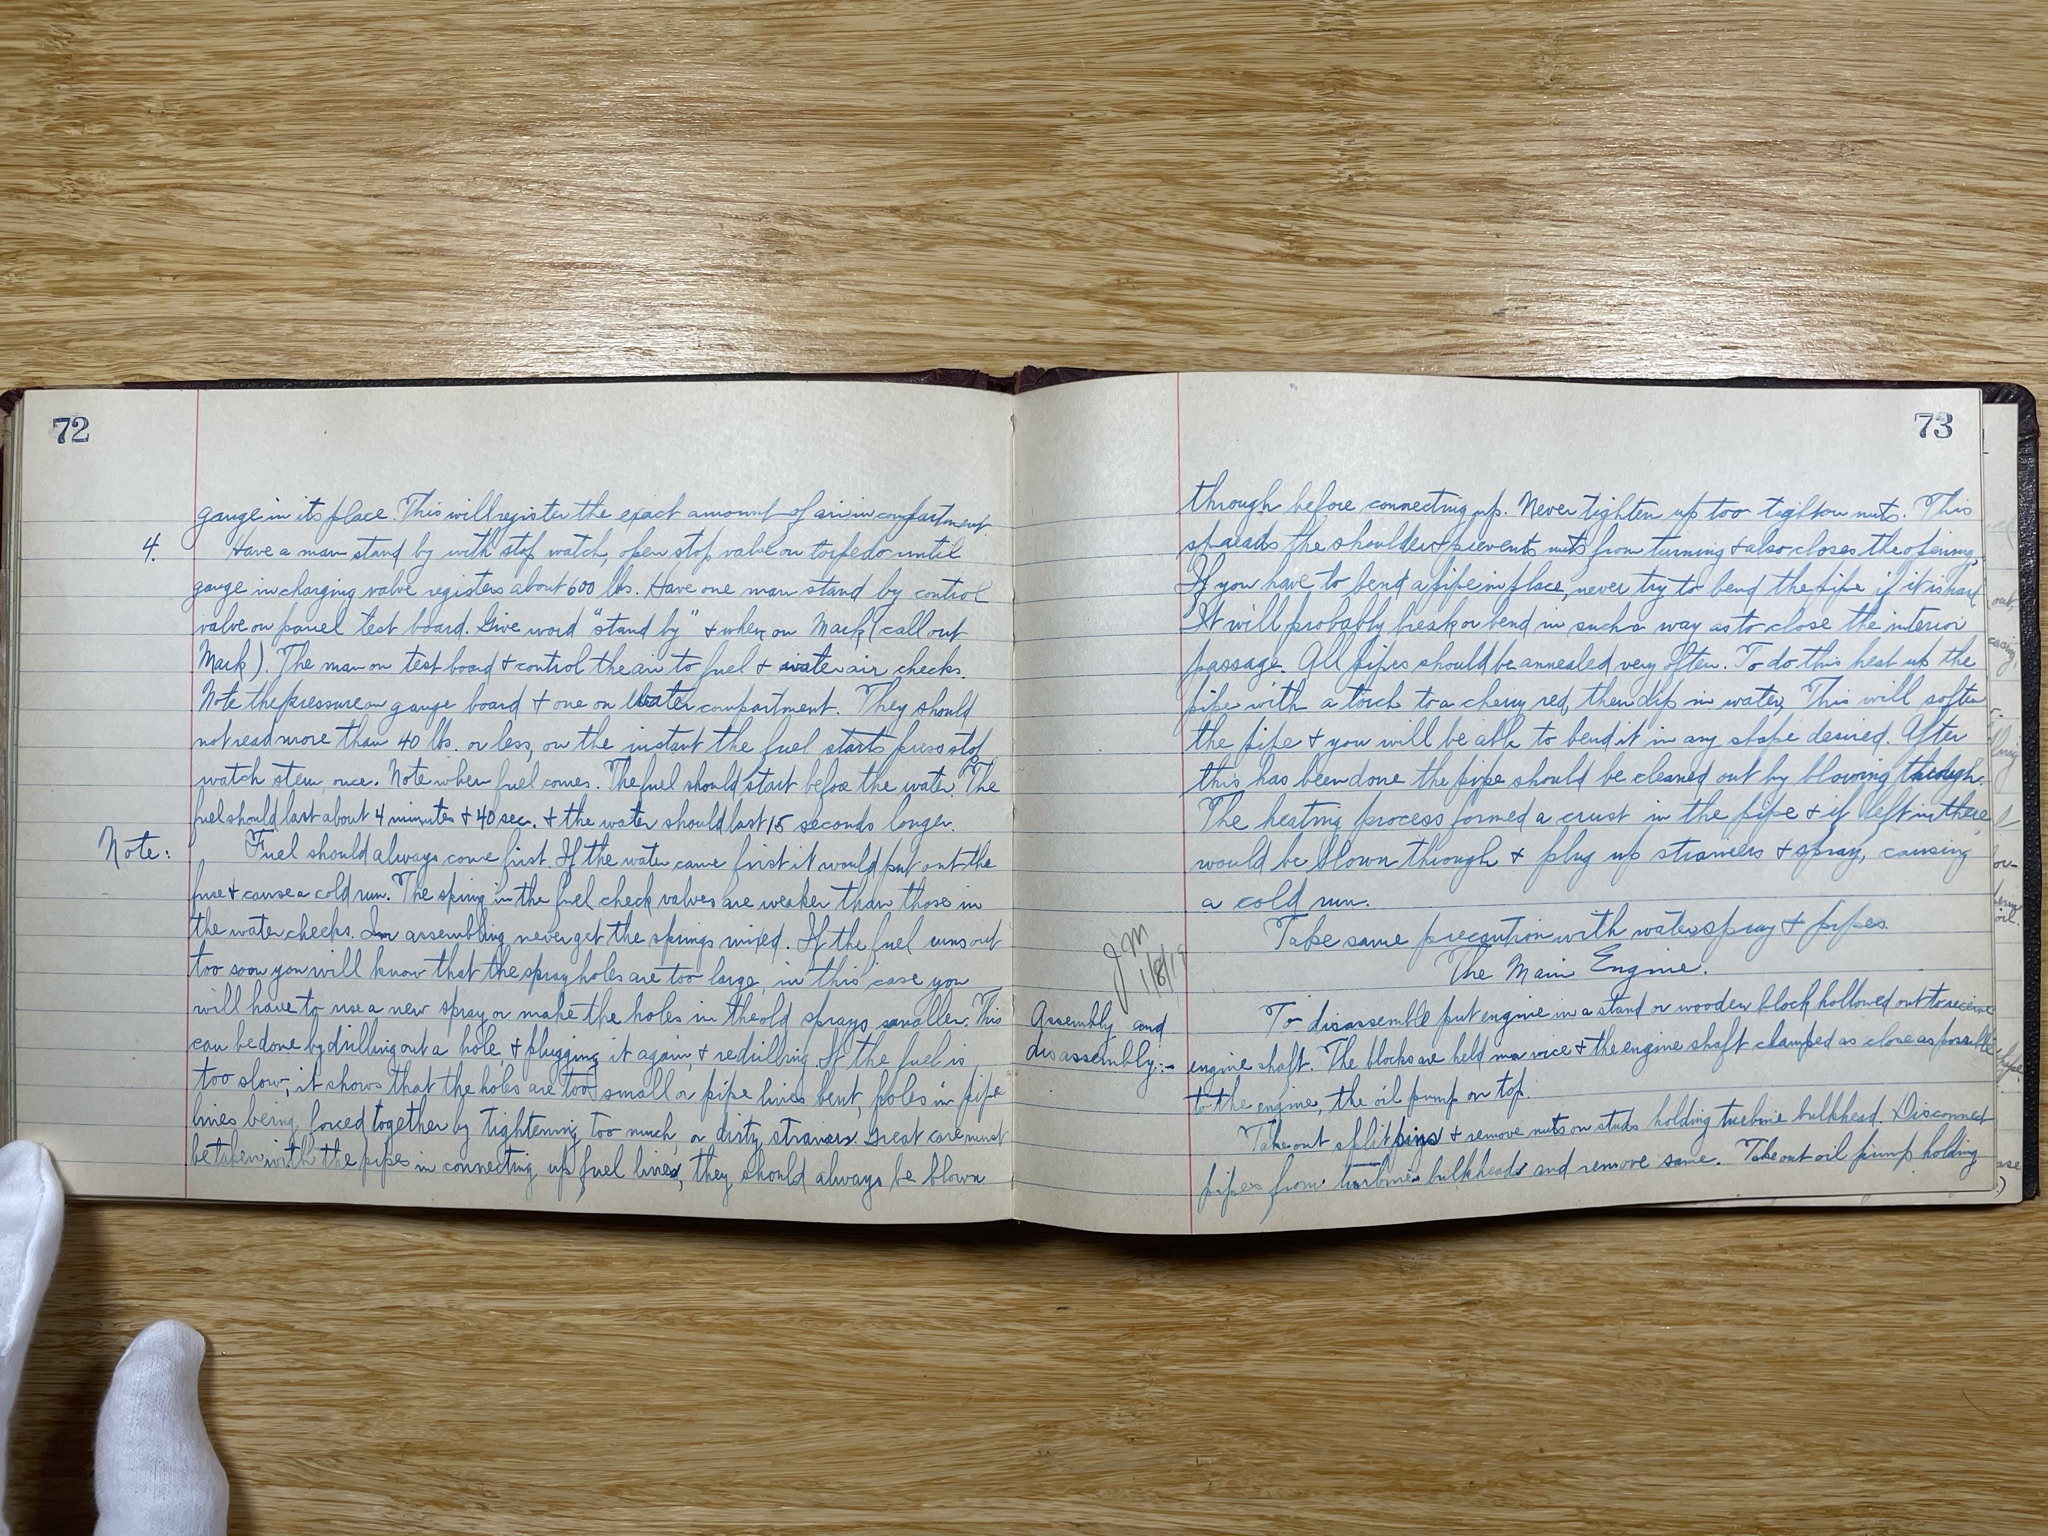 72
gauge in its place. This will register the exact amount of air in compartment.
4. Have a man stand by with stop watch, open stop valve on torpedo until
gauge in charging valve registers about 600 lbs. Have one man stand by control
valve on panel test board. Give word "stand by" & when on Mark (call out
Mark). The man on test board & control the air to fuel & water air checks.
Note the pressure on gauge board & one on water compartment. They should
not read more than 40 lbs. or less, on the instant the fuel starts press stop
watch stem once. Note when fuel comes. The fuel should start before the water. The
fuel should last about 4 minutes & 40 sec. & the water should last 15 seconds longer.
Note: Fuel should always come first. If the water came first it would put out the
fuse & cause a cold run. The spring in the fuel check valves are weaker than those in
the water checks. In assembling never get the springs mixed. If the fuel runs out
too soon you will know that the spray holes are too large, in this case you
will have to use a new spray or make the holes in the old sprays smaller. This
can be done by drilling out a hole & plugging it again & redrilling. If the fuel is
too slow, it shows that the holes are too small or pipe lines bent, holes in pipe
lines being forced together by tightening too much, or dirty strainers. Great care must
be taken with the pipes in connecting up fuel lines, they should always be blown
73
through before connecting up. Never tighten up too tight on nuts. This
spreads the shoulder & prevents nuts from turning & also closes the opening.
If you have to bend a pipe in place, never try to bend the pipe if it is hard
It will probably break or bend in such a way as to close the interior
passage. All pipes should be annealed very often. To do this heat up the
pipe with a torch to a cherry red, then dip in water. This will soften
the pipe & you will be able to bend it in any shape desired. After
this has been done the pipe should be cleaned out by blowing through.
The heating process formed a crust in the pipe & if left in there
would be blown through & plug up strainers & spray, causing
a cold run.
Take same precaution with water spray & pipes.
The Main Engine.
JM
1/8/19
Assembly and
disassembly:-
To disassemble put engine in a stand or wooden block hollowed out to receive
engine shaft. The blocks are held in a vice & the engine shaft clamped as close as possible
to the engine, the oil pump on top.
Take out split pins & remove nuts on studs holding turbine bulkhead. Disconnect
pipes from turbine bulkheads and remove same. Take out oil pump holding